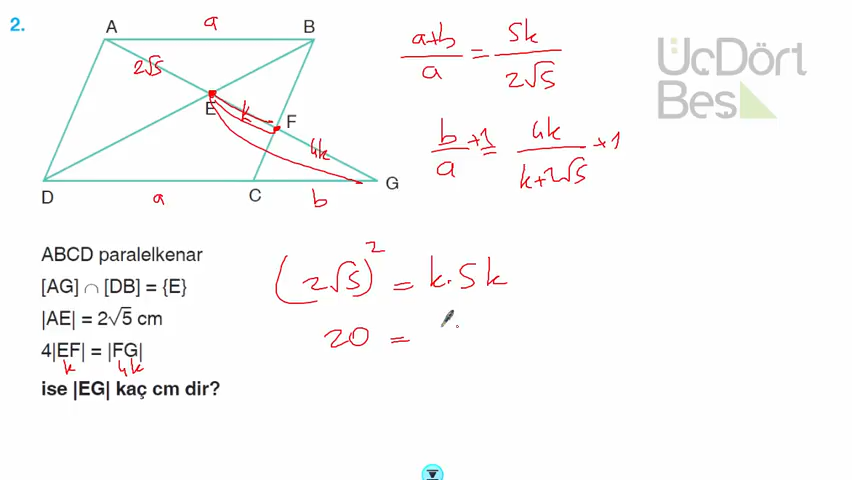 2.
A a B
2√5
E k F
4k
D a C b G
(a+b)/a = 5k/(2√5)
b/a +1 = 4k/(k+2√5) +1
ÜçDört
Beş
ABCD paralelkenar
[AG] ∩ [DB] = {E}
|AE| = 2√5 cm
4|EF| = |FG|
k 4k
ise |EG| kaç cm dir?
(2√5)² = k.5k
20 =